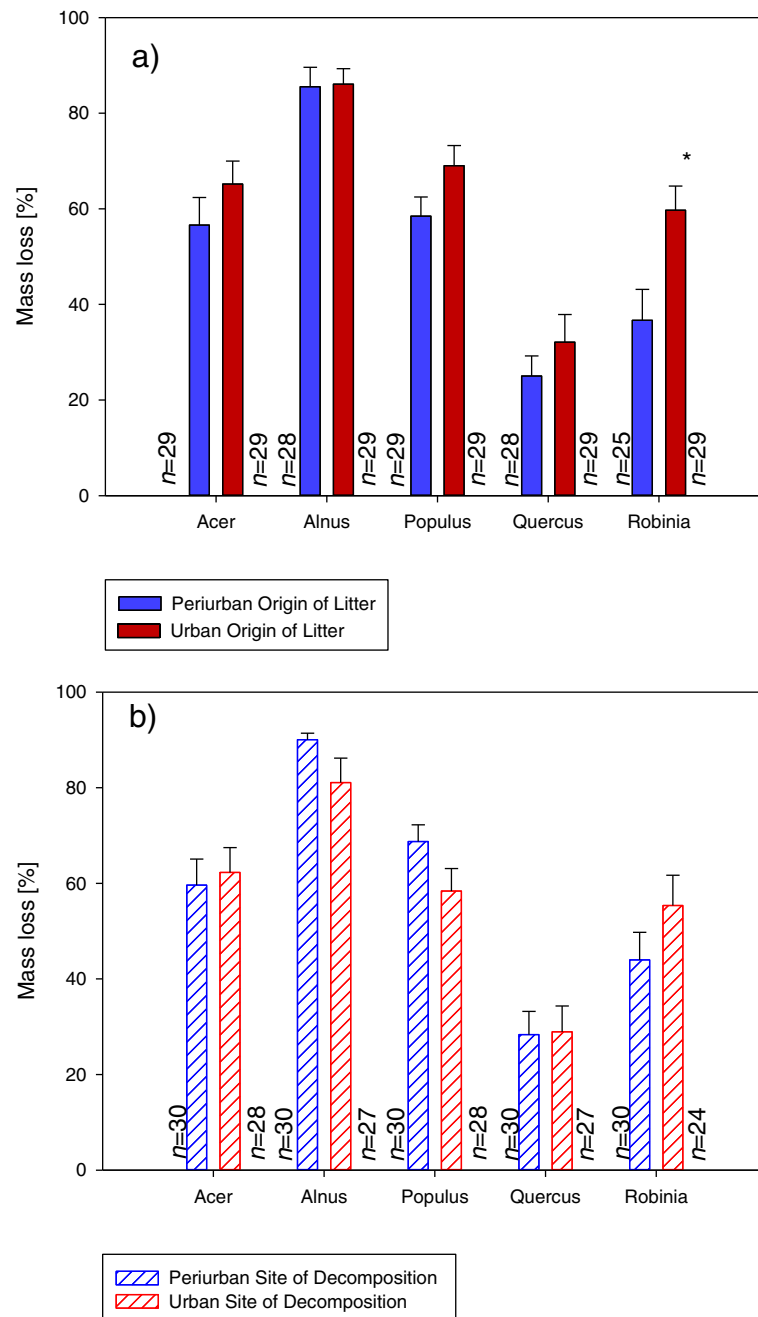 100
a)
80
*
60
Mass loss [%]
40
20
n=29 n=29 n=28 n=29 n=29 n=29 n=28 n=29 n=25 n=29
0
Acer Alnus Populus Quercus Robinia
Periurban Origin of Litter
Urban Origin of Litter
100
b)
80
60
Mass loss [%]
40
20
n=30 n=28 n=30 n=27 n=30 n=28 n=30 n=27 n=30 n=24
0
Acer Alnus Populus Quercus Robinia
Periurban Site of Decomposition
Urban Site of Decomposition